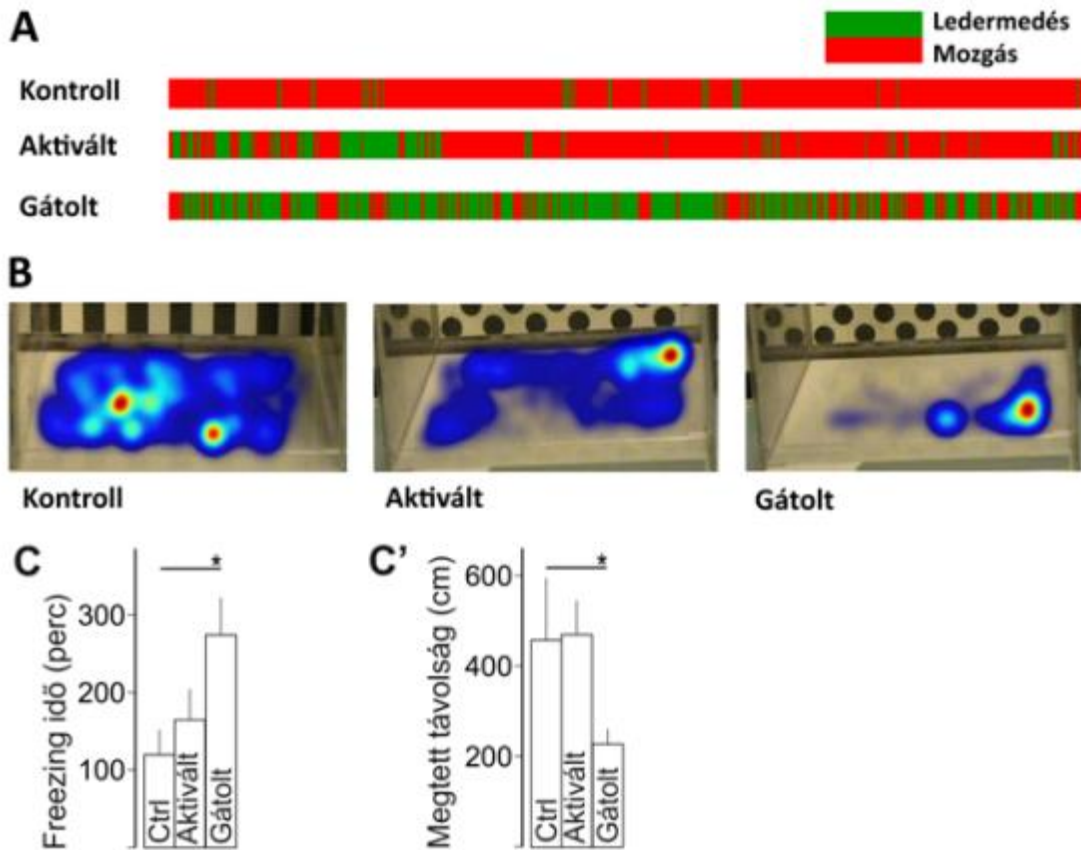 A
Ledermedés
Mozgás
Kontroll
Aktivált
Gátolt
B
Kontroll
Aktivált
Gátolt
C
*
Freezing idő (perc)
300
200
100
Ctrl
Aktivált
Gátolt
C'
*
Megtett távolság (cm)
600
400
200
Ctrl
Aktivált
Gátolt